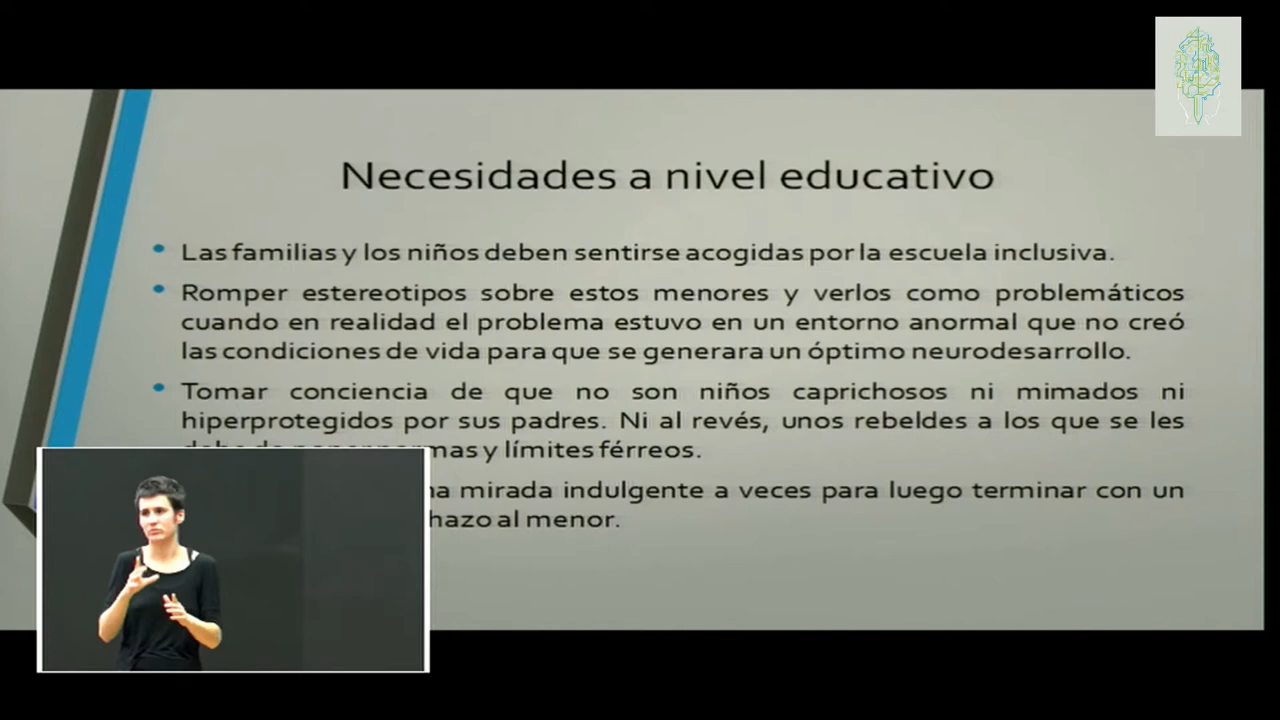 Necesidades a nivel educativo
• Las familias y los niños deben sentirse acogidas por la escuela inclusiva.
• Romper estereotipos sobre estos menores y verlos como problemáticos
cuando en realidad el problema estuvo en un entorno anormal que no creó
las condiciones de vida para que se generara un óptimo neurodesarrollo.
• Tomar conciencia de que no son niños caprichosos ni mimados ni
hiperprotegidos por sus padres. Ni al revés, unos rebeldes a los que se les
y límites férreos.
mirada indulgente a veces para luego terminar con un
al menor.